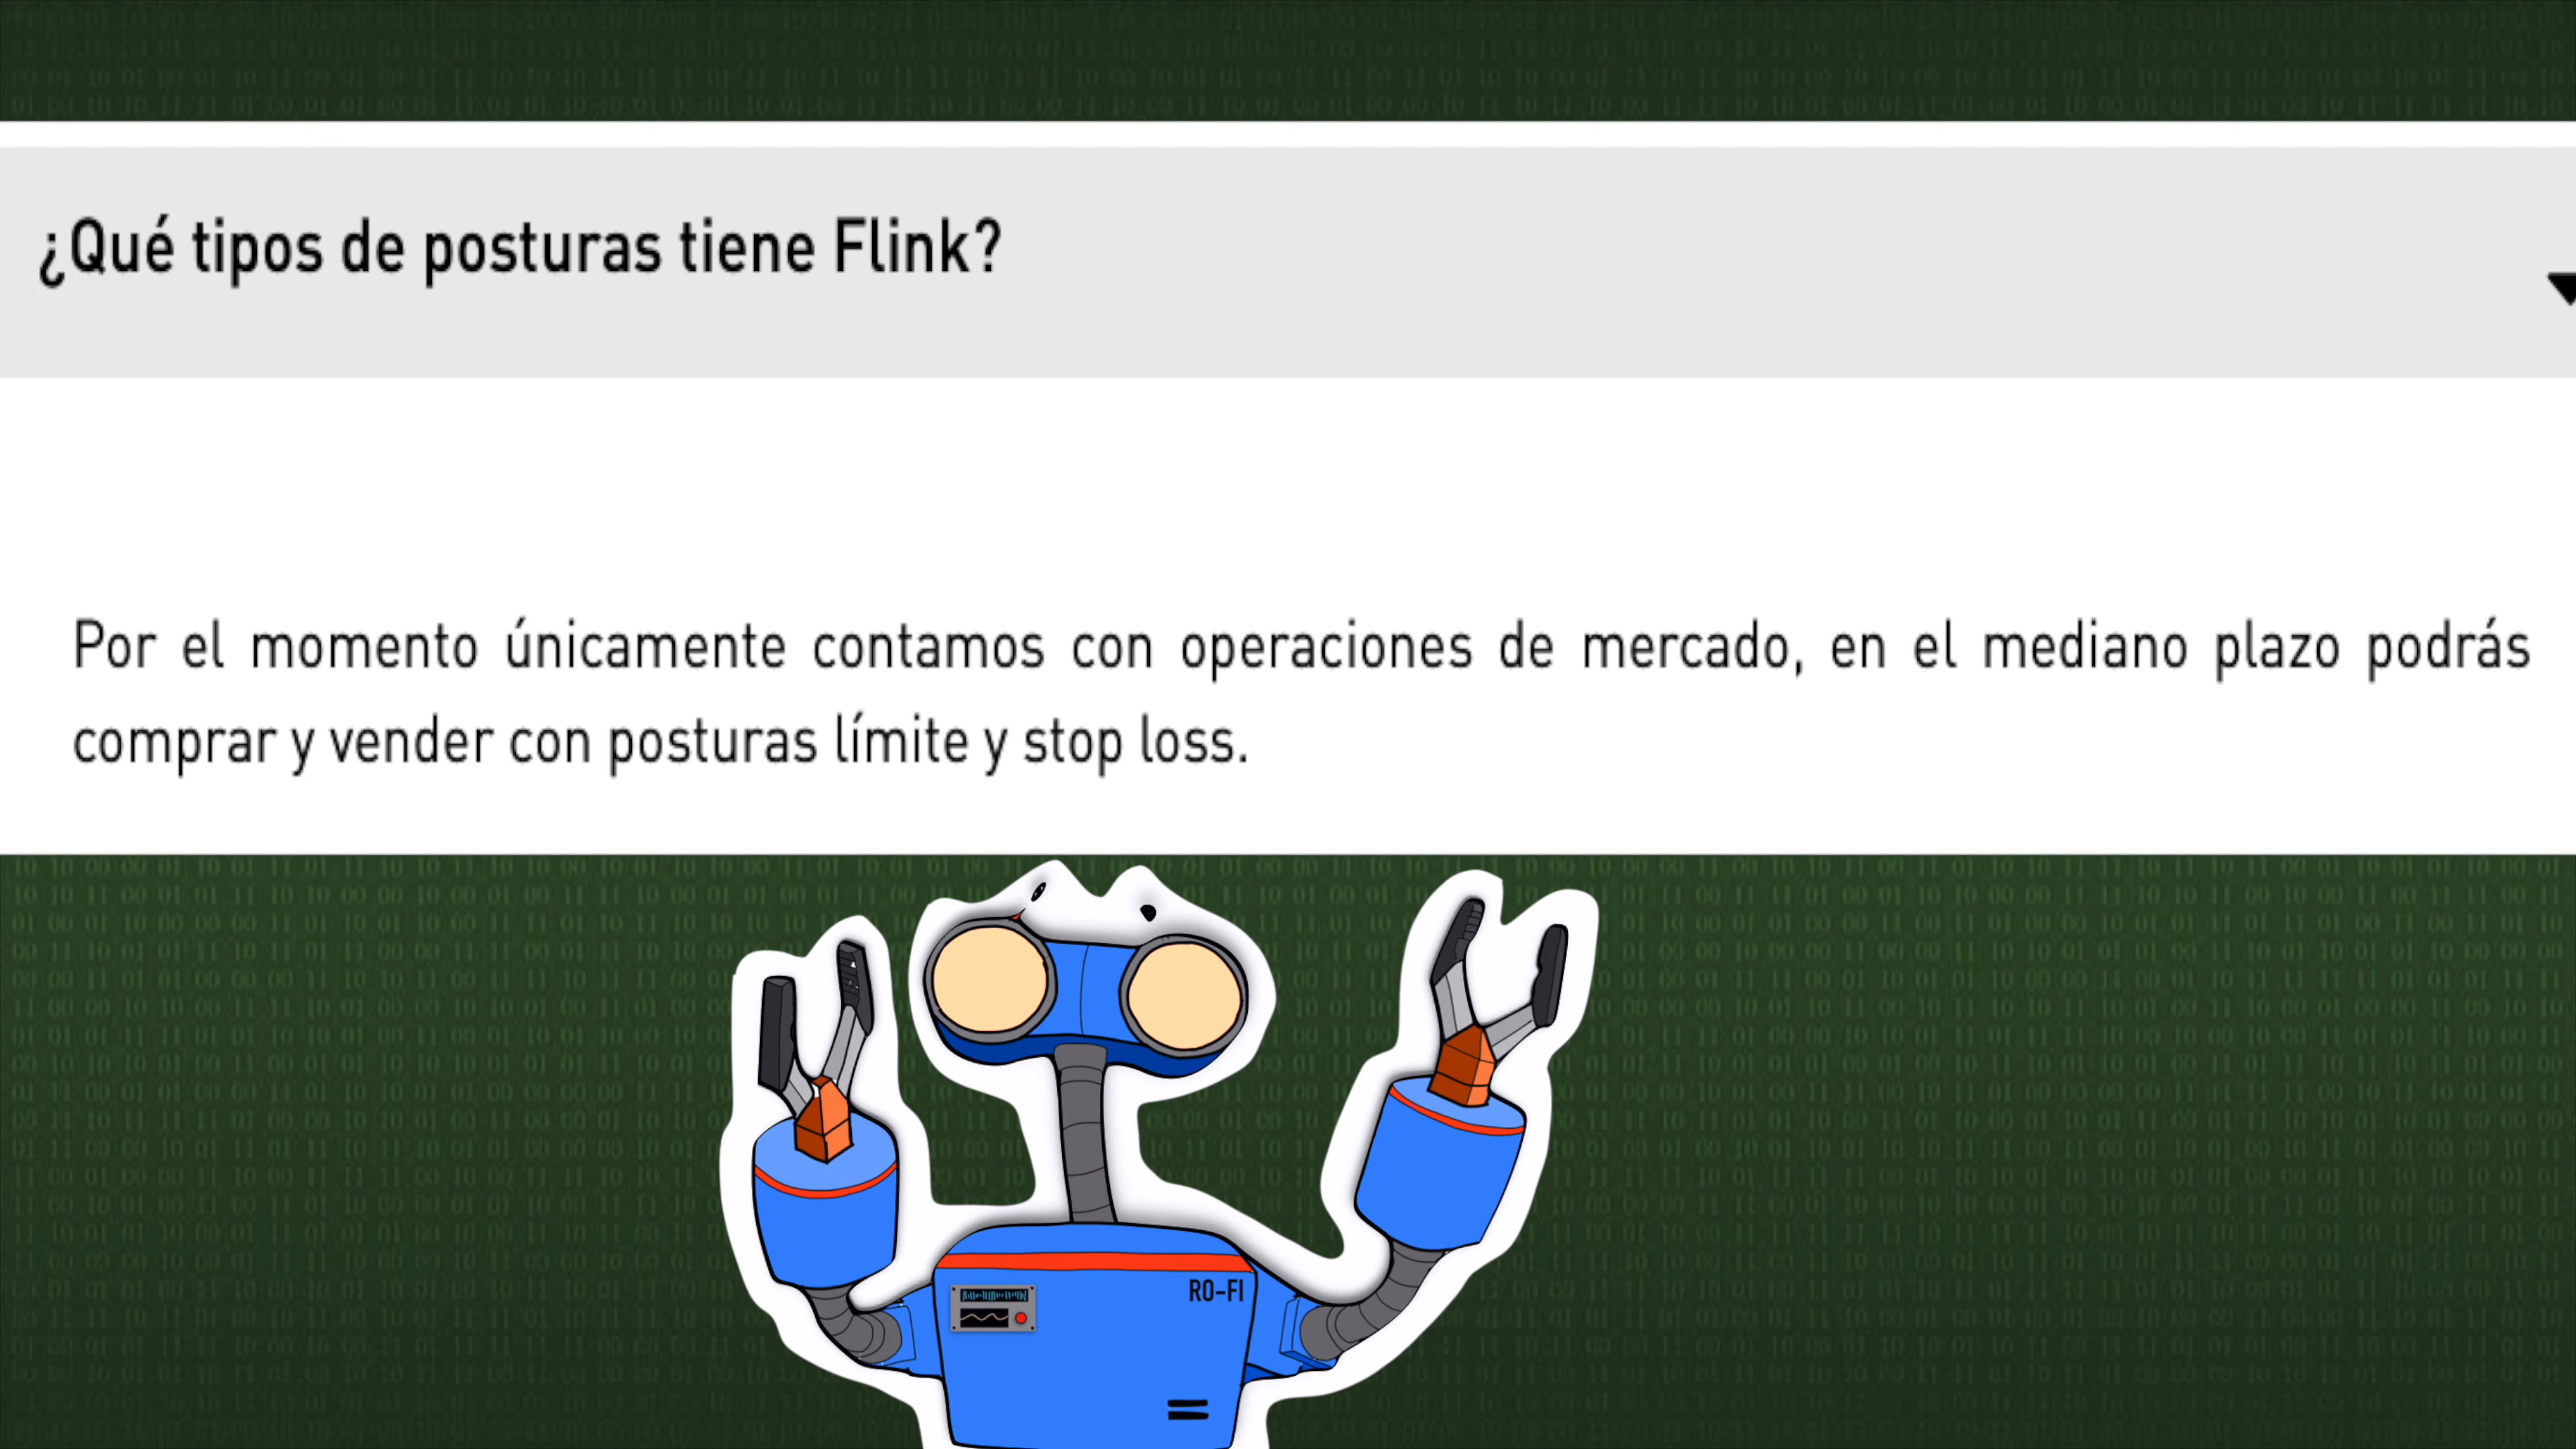 ¿Qué tipos de posturas tiene Flink?
Por el momento únicamente contamos con operaciones de mercado, en el mediano plazo podrás
comprar y vender con posturas límite y stop loss.
RO-FI